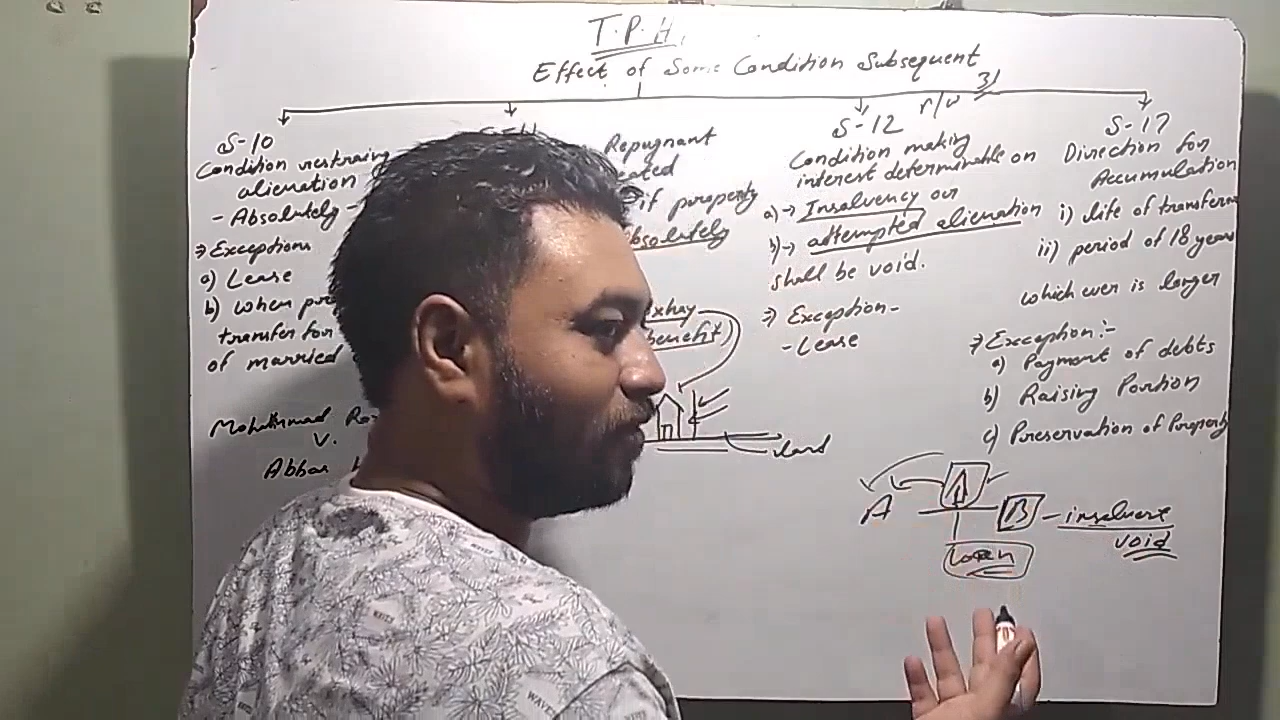 T.P.A,
Effect of Some Condition Subsequent
S-10
Condition restraining
alienation
- Absolutely -
⇒ Exceptions
a) Lease
b) when
transfer for
of married
Mohammad
v.
Repugnant
if property
absolutely
benefit)
land
S-12 r/w 31
Condition making
interest determinable on
a) → Insolvency or
b) → attempted alienation
shall be void.
⇒ Exception -
- Lease
S-17
Direction for
Accumulation
i) life of
ii) period of 18 years
which ever is longer
⇒ Exception :-
a) Payment of debts
b) Raising Portion
c) Preservation of Property
A A B - insolvent
void
Loan
WAVES